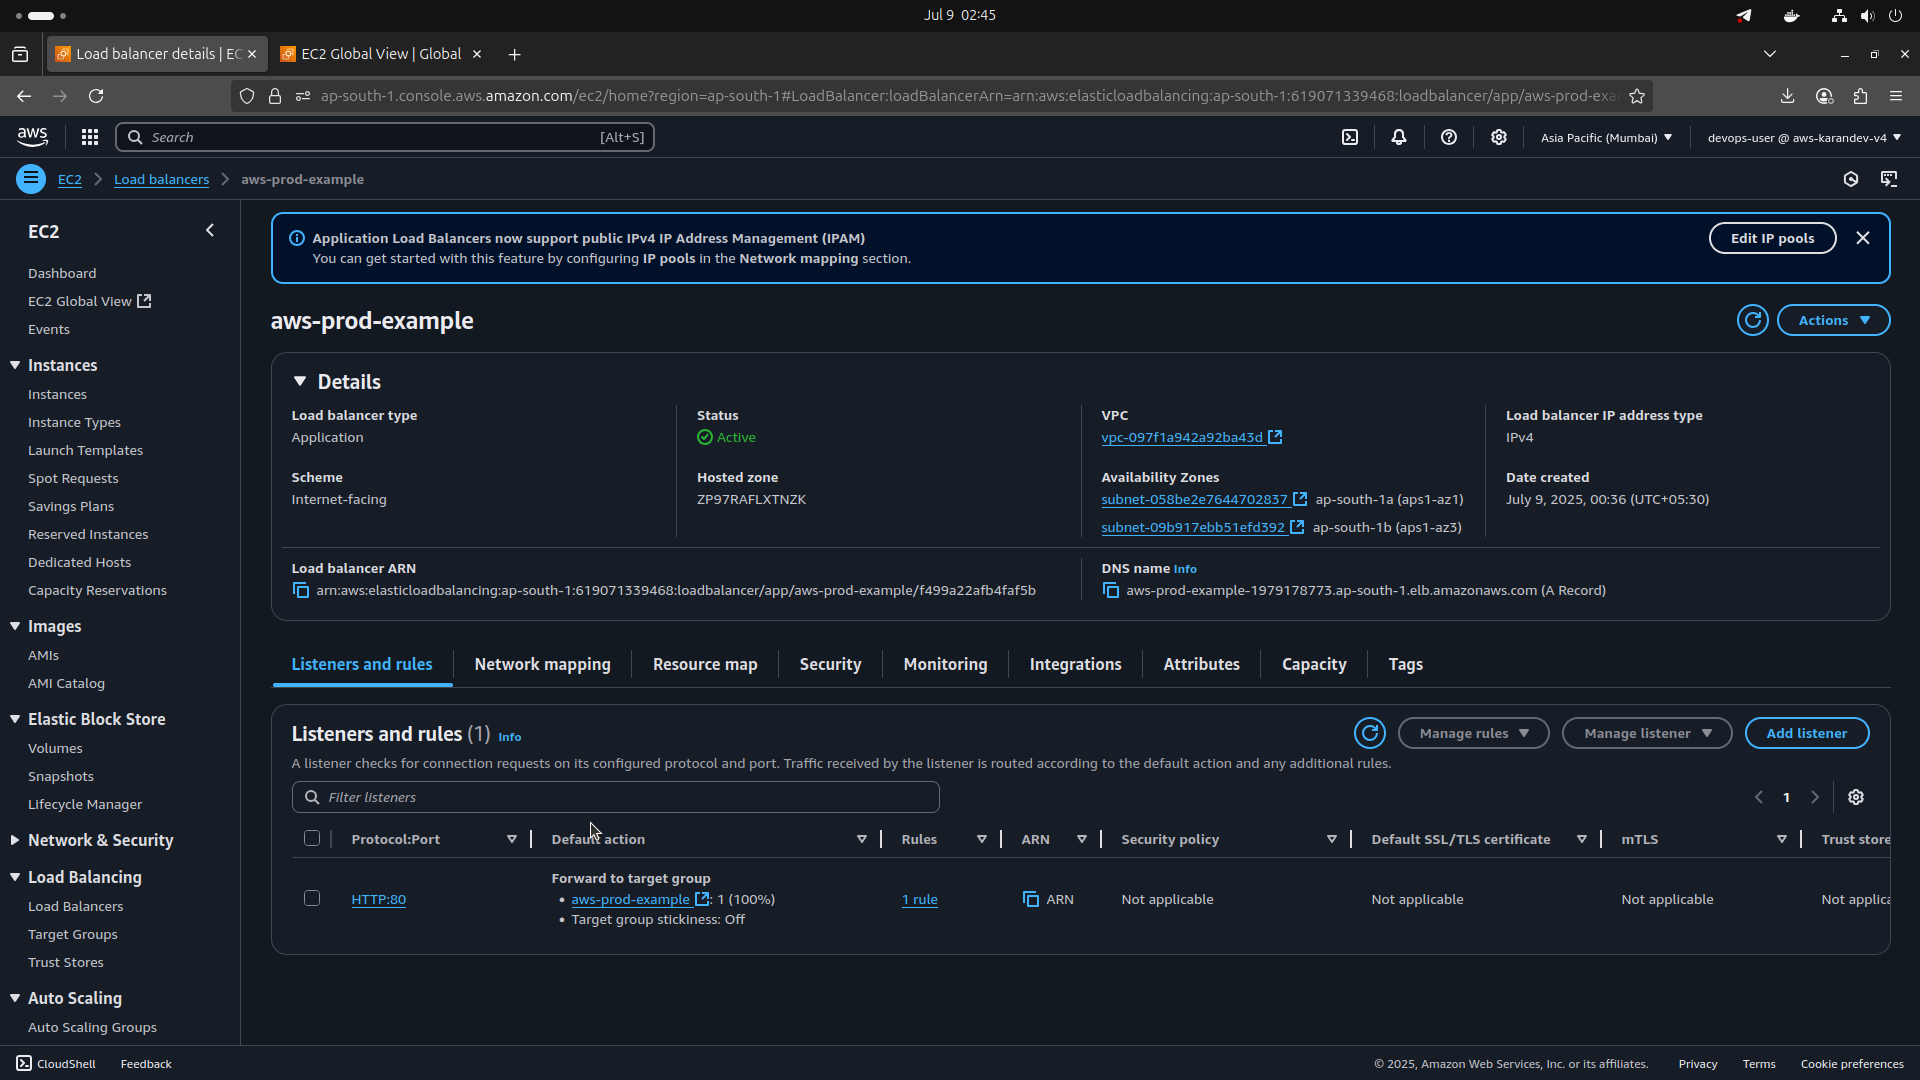 Jul 9 02:45
Load balancer details | EC
EC2 Global View | Global
ap-south-1.console.aws.amazon.com/ec2/home?region=ap-south-1#LoadBalancer:loadBalancerArn=arn:aws:elasticloadbalancing:ap-south-1:619071339468:loadbalancer/app/aws-prod-exa
aws
Search
[Alt+S]
Asia Pacific (Mumbai)
devops-user @ aws-karandev-v4
EC2
Load balancers
aws-prod-example
EC2
Dashboard
EC2 Global View
Events
Instances
Instances
Instance Types
Launch Templates
Spot Requests
Savings Plans
Reserved Instances
Dedicated Hosts
Capacity Reservations
Images
AMIs
AMI Catalog
Elastic Block Store
Volumes
Snapshots
Lifecycle Manager
Network & Security
Load Balancing
Load Balancers
Target Groups
Trust Stores
Auto Scaling
Auto Scaling Groups
Application Load Balancers now support public IPv4 IP Address Management (IPAM)
You can get started with this feature by configuring IP pools in the Network mapping section.
Edit IP pools
aws-prod-example
Actions
Details
Load balancer type
Application
Status
Active
VPC
vpc-097f1a942a92ba43d
Load balancer IP address type
IPv4
Scheme
Internet-facing
Hosted zone
ZP97RAFLXTNZK
Availability Zones
subnet-058be2e7644702837 ap-south-1a (aps1-az1)
subnet-09b917ebb51efd392 ap-south-1b (aps1-az3)
Date created
July 9, 2025, 00:36 (UTC+05:30)
Load balancer ARN
arn:aws:elasticloadbalancing:ap-south-1:619071339468:loadbalancer/app/aws-prod-example/f499a22afb4faf5b
DNS name Info
aws-prod-example-1979178773.ap-south-1.elb.amazonaws.com (A Record)
Listeners and rules
Network mapping
Resource map
Security
Monitoring
Integrations
Attributes
Capacity
Tags
Listeners and rules (1) Info
Manage rules
Manage listener
Add listener
A listener checks for connection requests on its configured protocol and port. Traffic received by the listener is routed according to the default action and any additional rules.
Filter listeners
1
Protocol:Port
Default action
Rules
ARN
Security policy
Default SSL/TLS certificate
mTLS
Trust store
HTTP:80
Forward to target group
• aws-prod-example : 1 (100%)
• Target group stickiness: Off
1 rule
ARN
Not applicable
Not applicable
Not applicable
Not applica
CloudShell
Feedback
© 2025, Amazon Web Services, Inc. or its affiliates.
Privacy
Terms
Cookie preferences